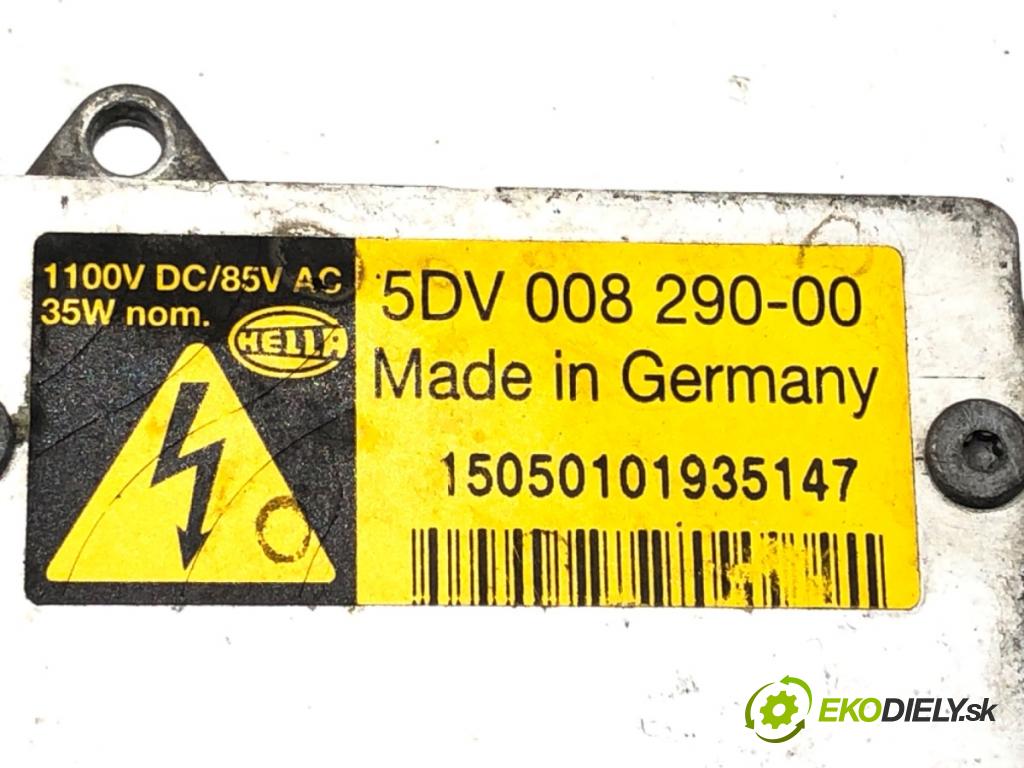 1100V DC/85V AC
35W nom.
HELLA
5DV 008 290-00
Made in Germany
15050101935147
EKODIELY.sk